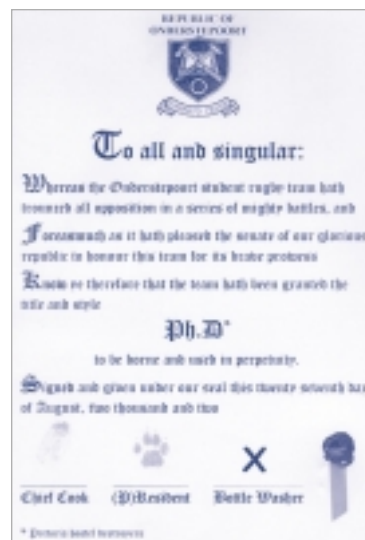 REPUBLIC OF
ONDERSTEPOORT
To all and singular:
Whereas the Onderstepoort student rugby team hath
trounced all opposition in a series of mighty battles, and
Forasmuch as it hath pleased the senate of our glorious
republic to honour this team for its brake prowess
Know ye therefore that the team hath been granted the
title and style
Ph.D*
to be borne and used in perpetuity.
Signed and given under our seal this twenty seventh day
of August, two thousand and two
X
Chief Cook (P)Resident Bottle Washer
* Pretoria hostel